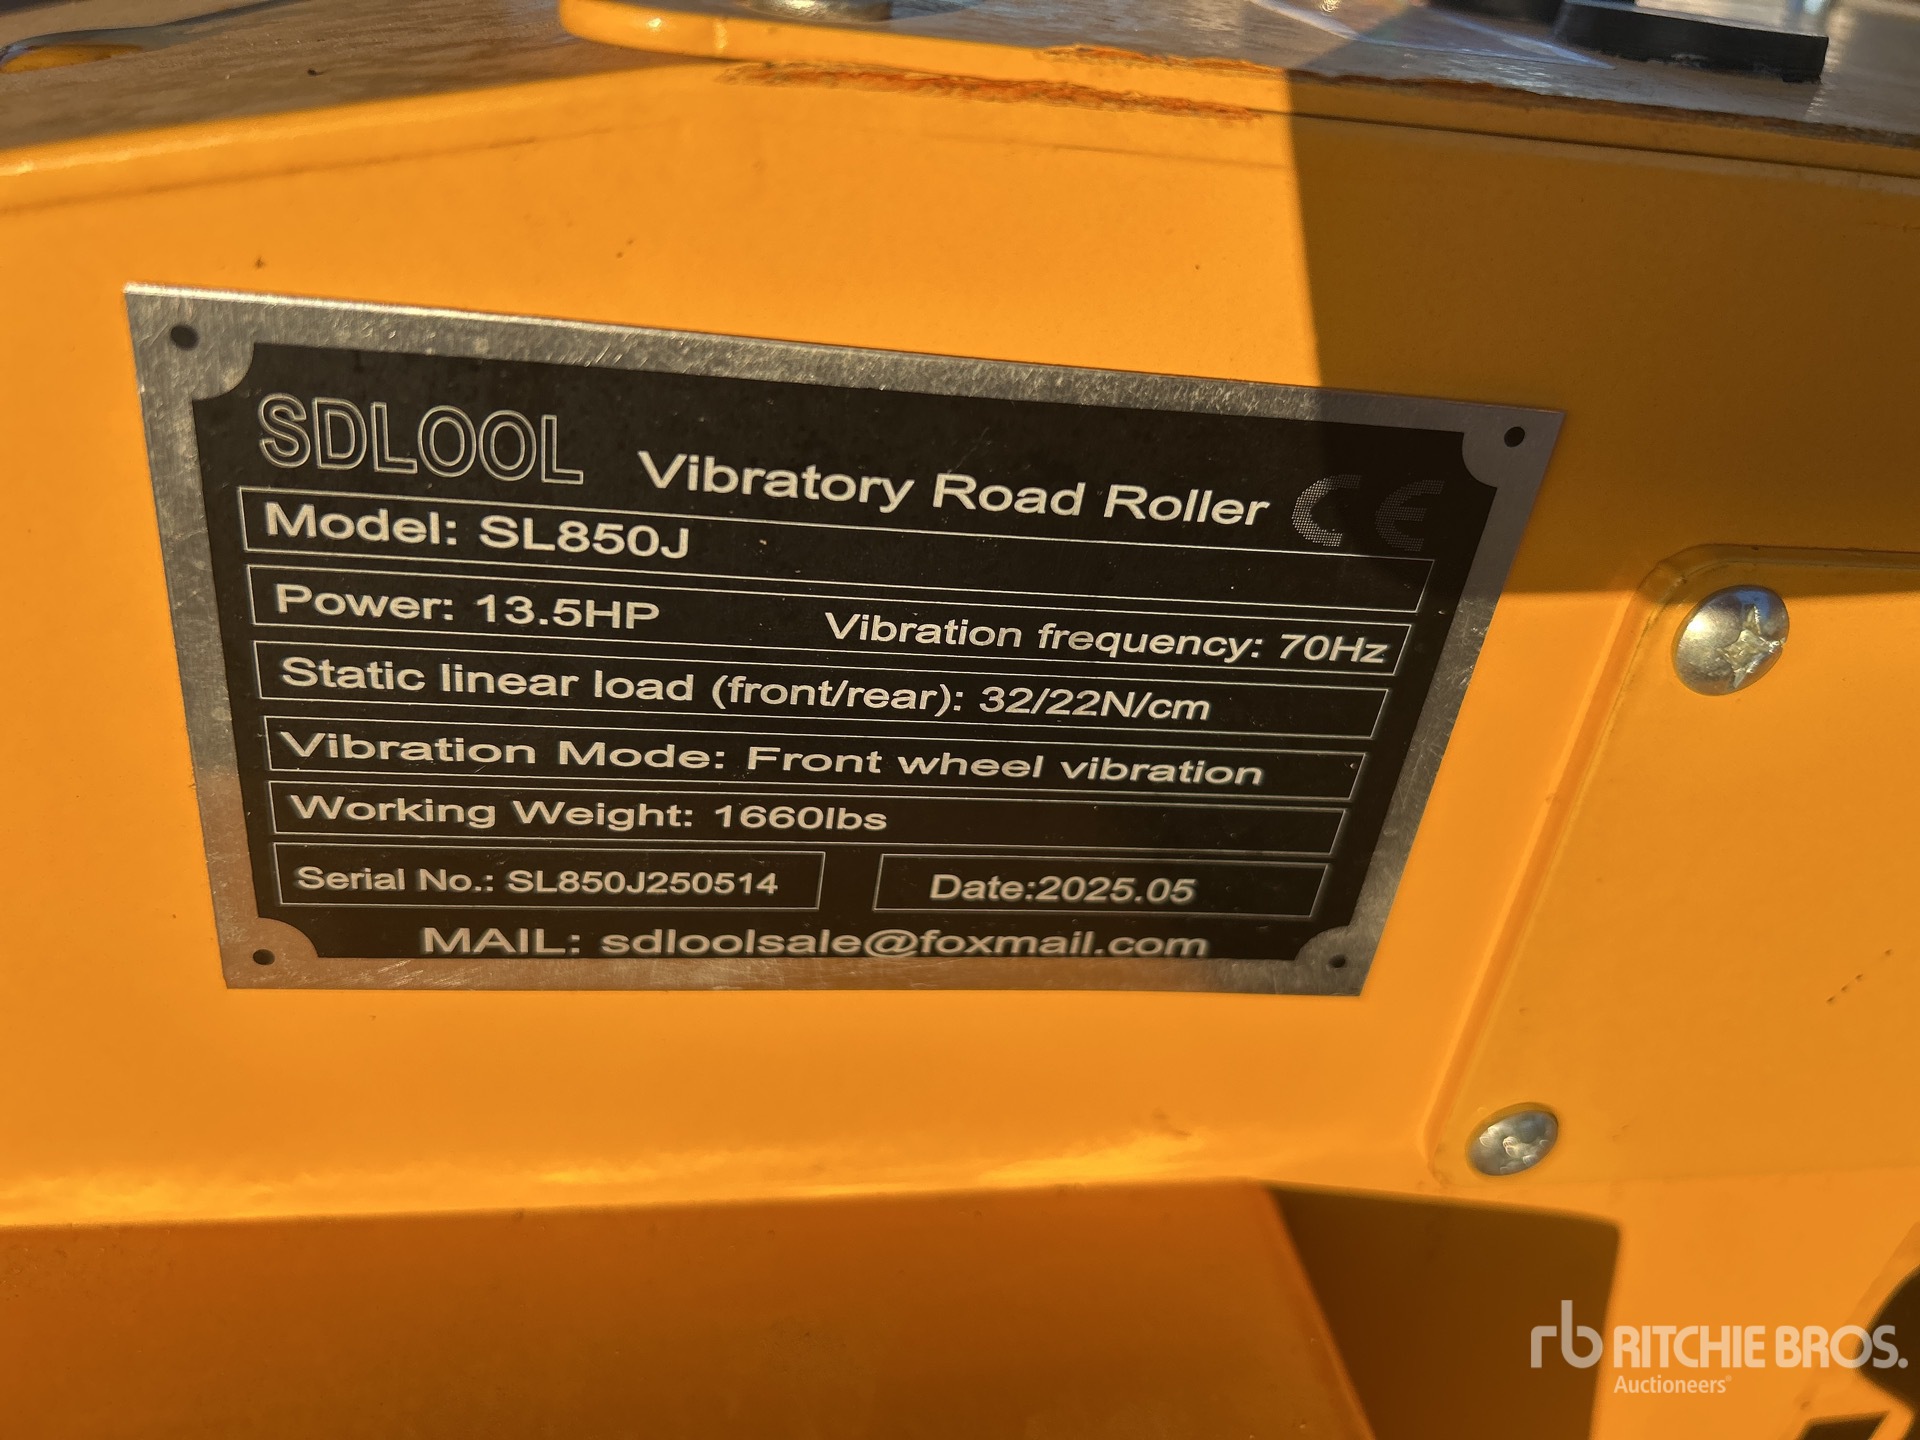 SDLOOL Vibratory Road Roller CE
Model: SL850J
Power: 13.5HP Vibration frequency: 70Hz
Static linear load (front/rear): 32/22N/cm
Vibration Mode: Front wheel vibration
Working Weight: 1660lbs
Serial No.: SL850J250514 Date:2025.05
MAIL: sdloolsale@foxmail.com
rb RITCHIE BROS.
Auctioneers